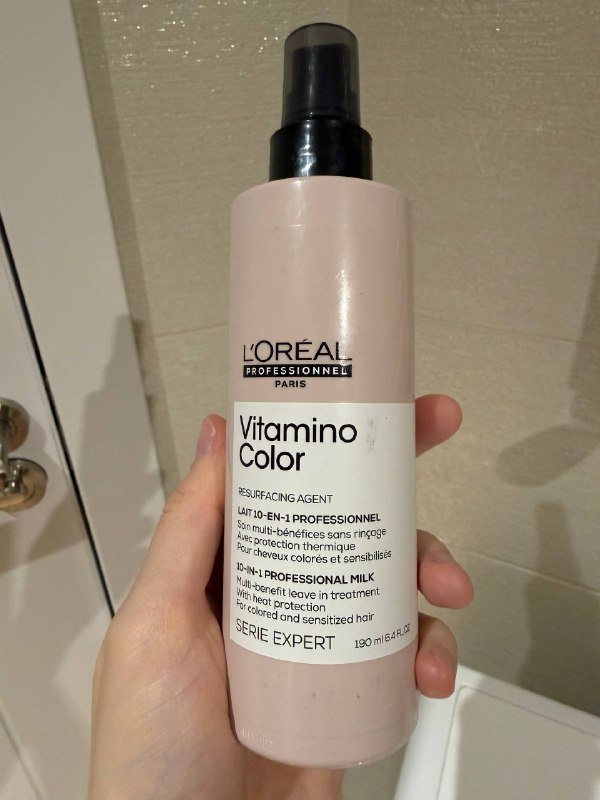 L'ORÉAL
PROFESSIONNEL
PARIS
Vitamino
Color
RESURFACING AGENT
LAIT 10-EN-1 PROFESSIONNEL
Soin multi-bénéfices sans rinçage
Avec protection thermique
Pour cheveux colorés et sensibilisés
10-IN-1 PROFESSIONAL MILK
Multi-benefit leave in treatment
With heat protection
For colored and sensitized hair
SERIE EXPERT
190 ml 6.4 FL.OZ